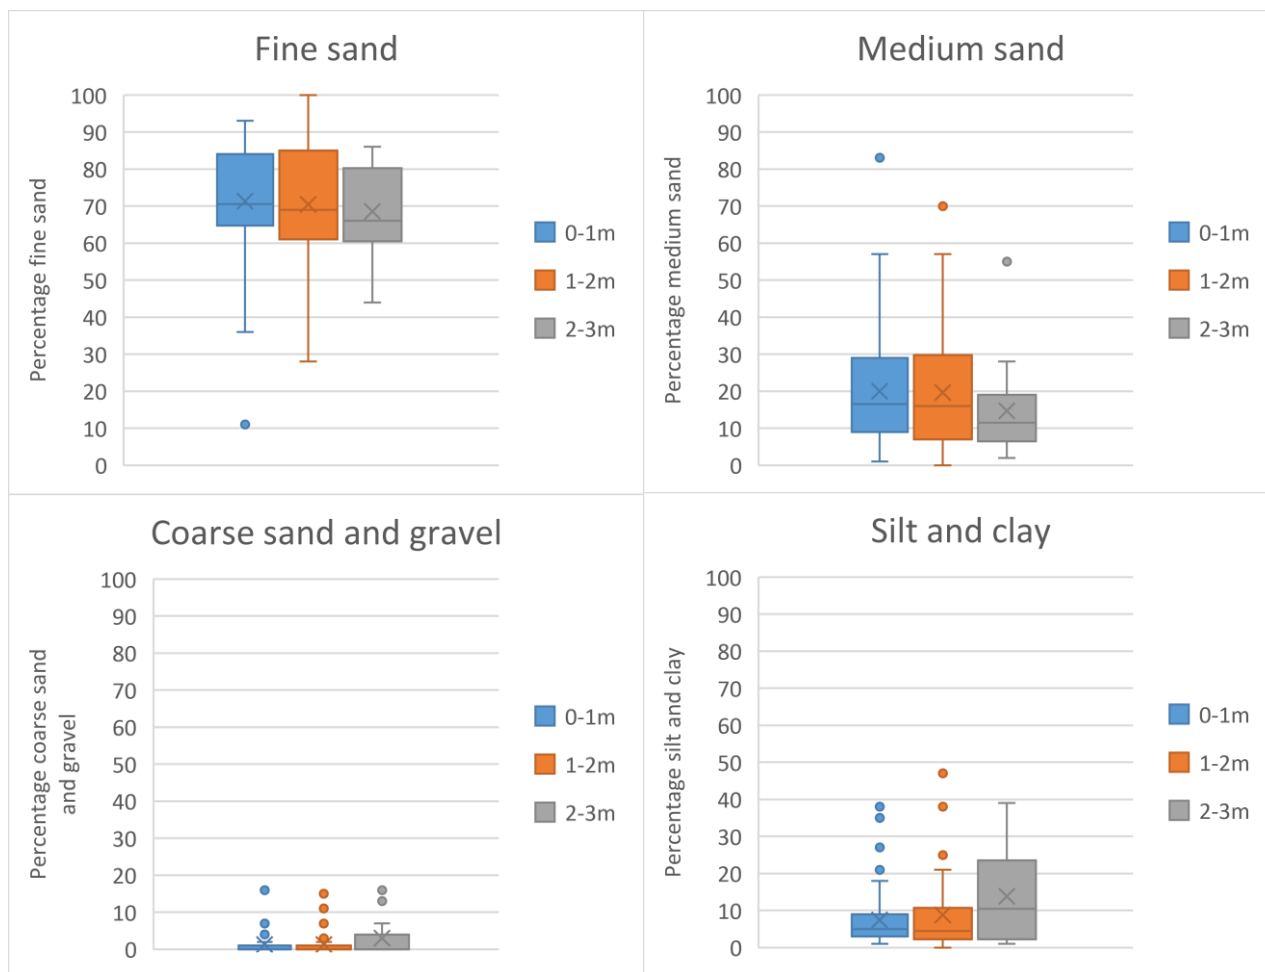 Fine sand
100
90
80
70
60
50
40
30
20
10
0
Percentage fine sand
0-1m
1-2m
2-3m
Medium sand
100
90
80
70
60
50
40
30
20
10
0
Percentage medium sand
0-1m
1-2m
2-3m
Coarse sand and gravel
100
90
80
70
60
50
40
30
20
10
0
Percentage coarse sand
and gravel
0-1m
1-2m
2-3m
Silt and clay
100
90
80
70
60
50
40
30
20
10
0
Percentage silt and clay
0-1m
1-2m
2-3m